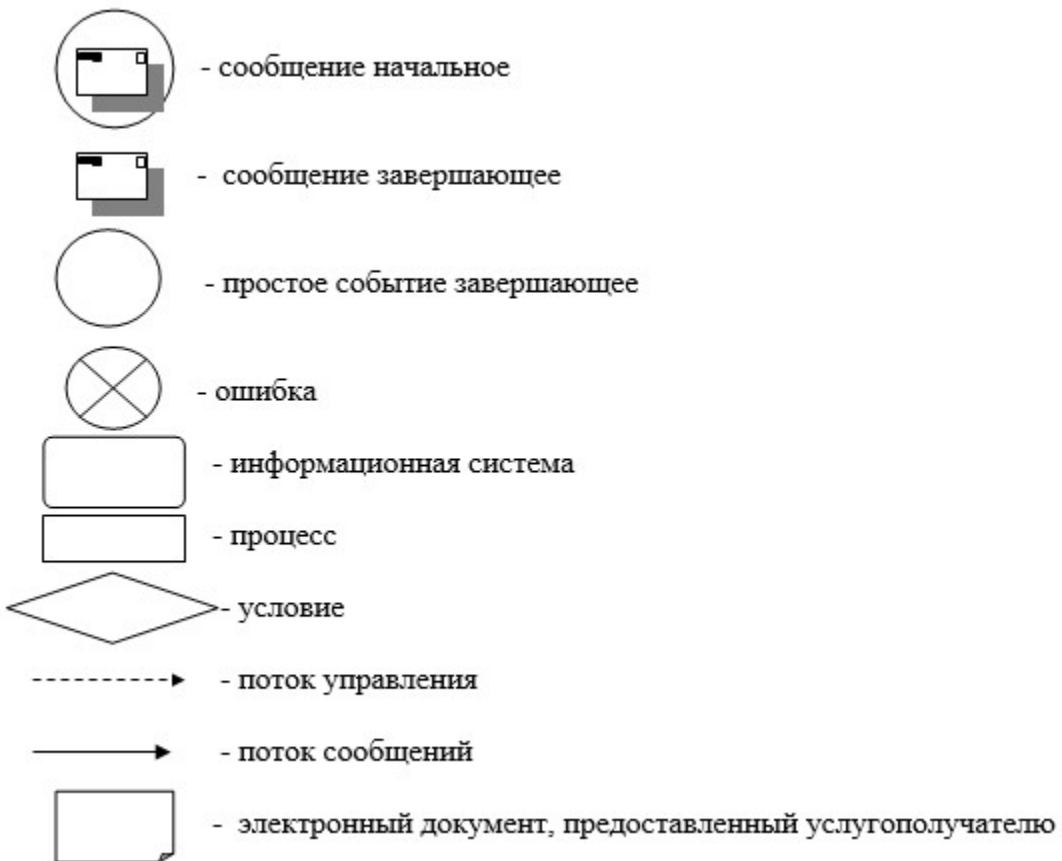 - сообщение начальное
- сообщение завершающее
- простое событие завершающее
- ошибка
- информационная система
- процесс
- условие
- поток управления
- поток сообщений
- электронный документ, предоставленный услугополучателю